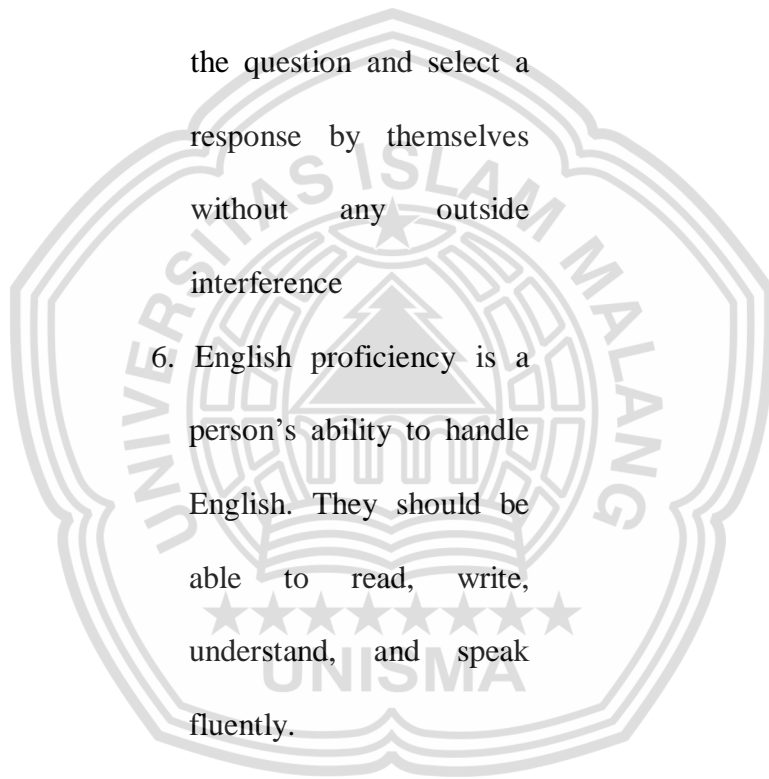 the question and select a
response by themselves
without any outside
interference
6. English proficiency is a
person’s ability to handle
English. They should be
able to read, write,
understand, and speak
fluently.
UNIVERSITAS ISLAM MALANG
UNISMA